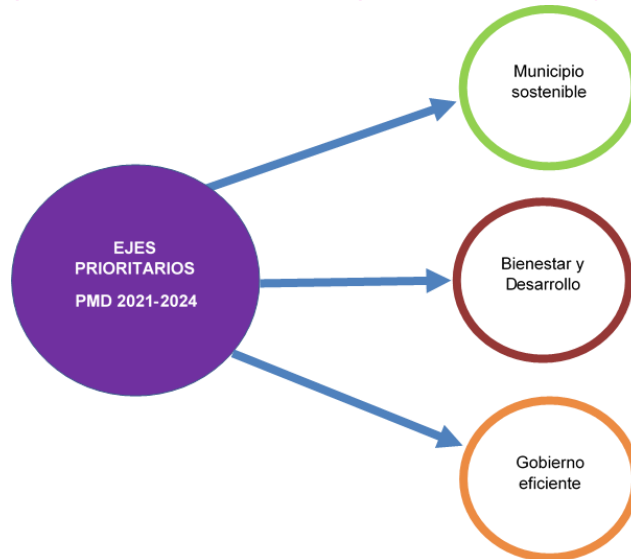 Municipio
sostenible
EJES
PRIORITARIOS
PMD 2021-2024
Bienestar y
Desarrollo
Gobierno
eficiente